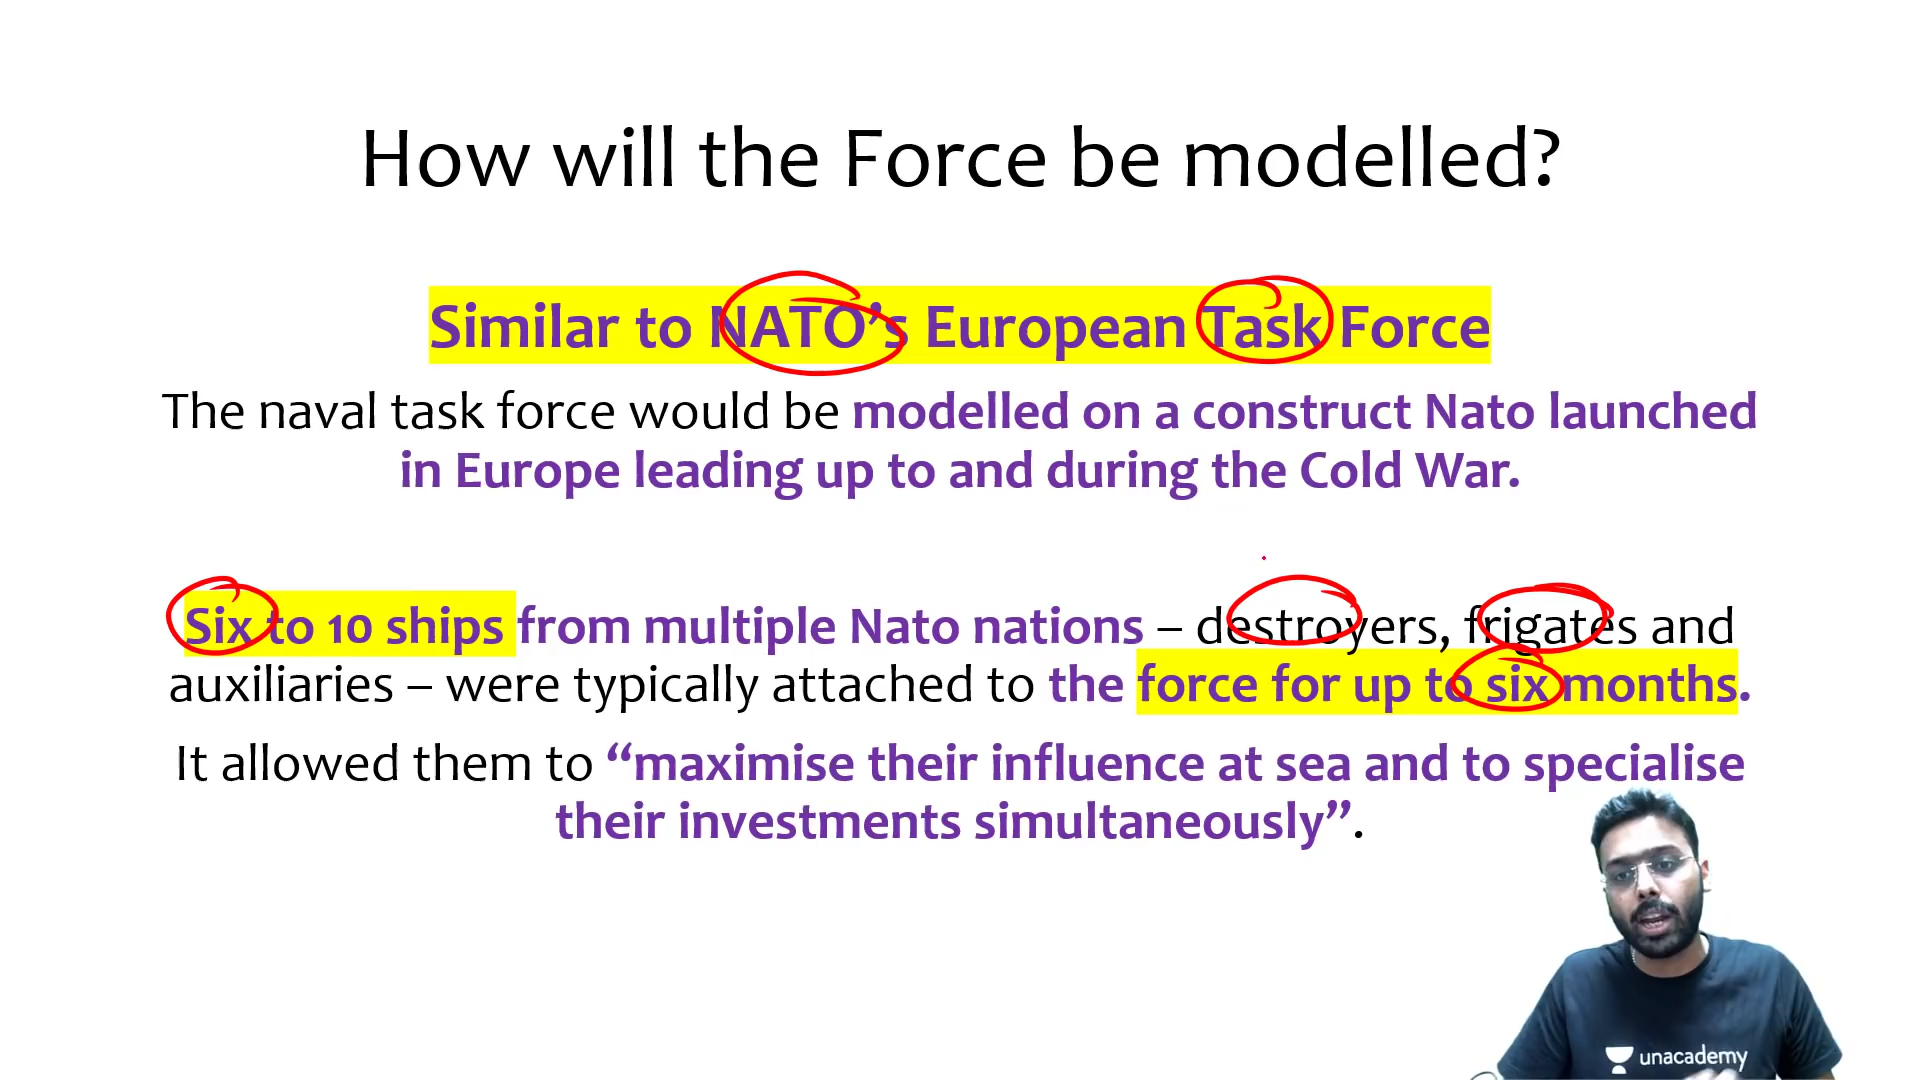 How will the Force be modelled?
Similar to NATO’s European Task Force
The naval task force would be modelled on a construct Nato launched
in Europe leading up to and during the Cold War.
Six to 10 ships from multiple Nato nations – destroyers, frigates and
auxiliaries – were typically attached to the force for up to six months.
It allowed them to “maximise their influence at sea and to specialise
their investments simultaneously”.
unacademy